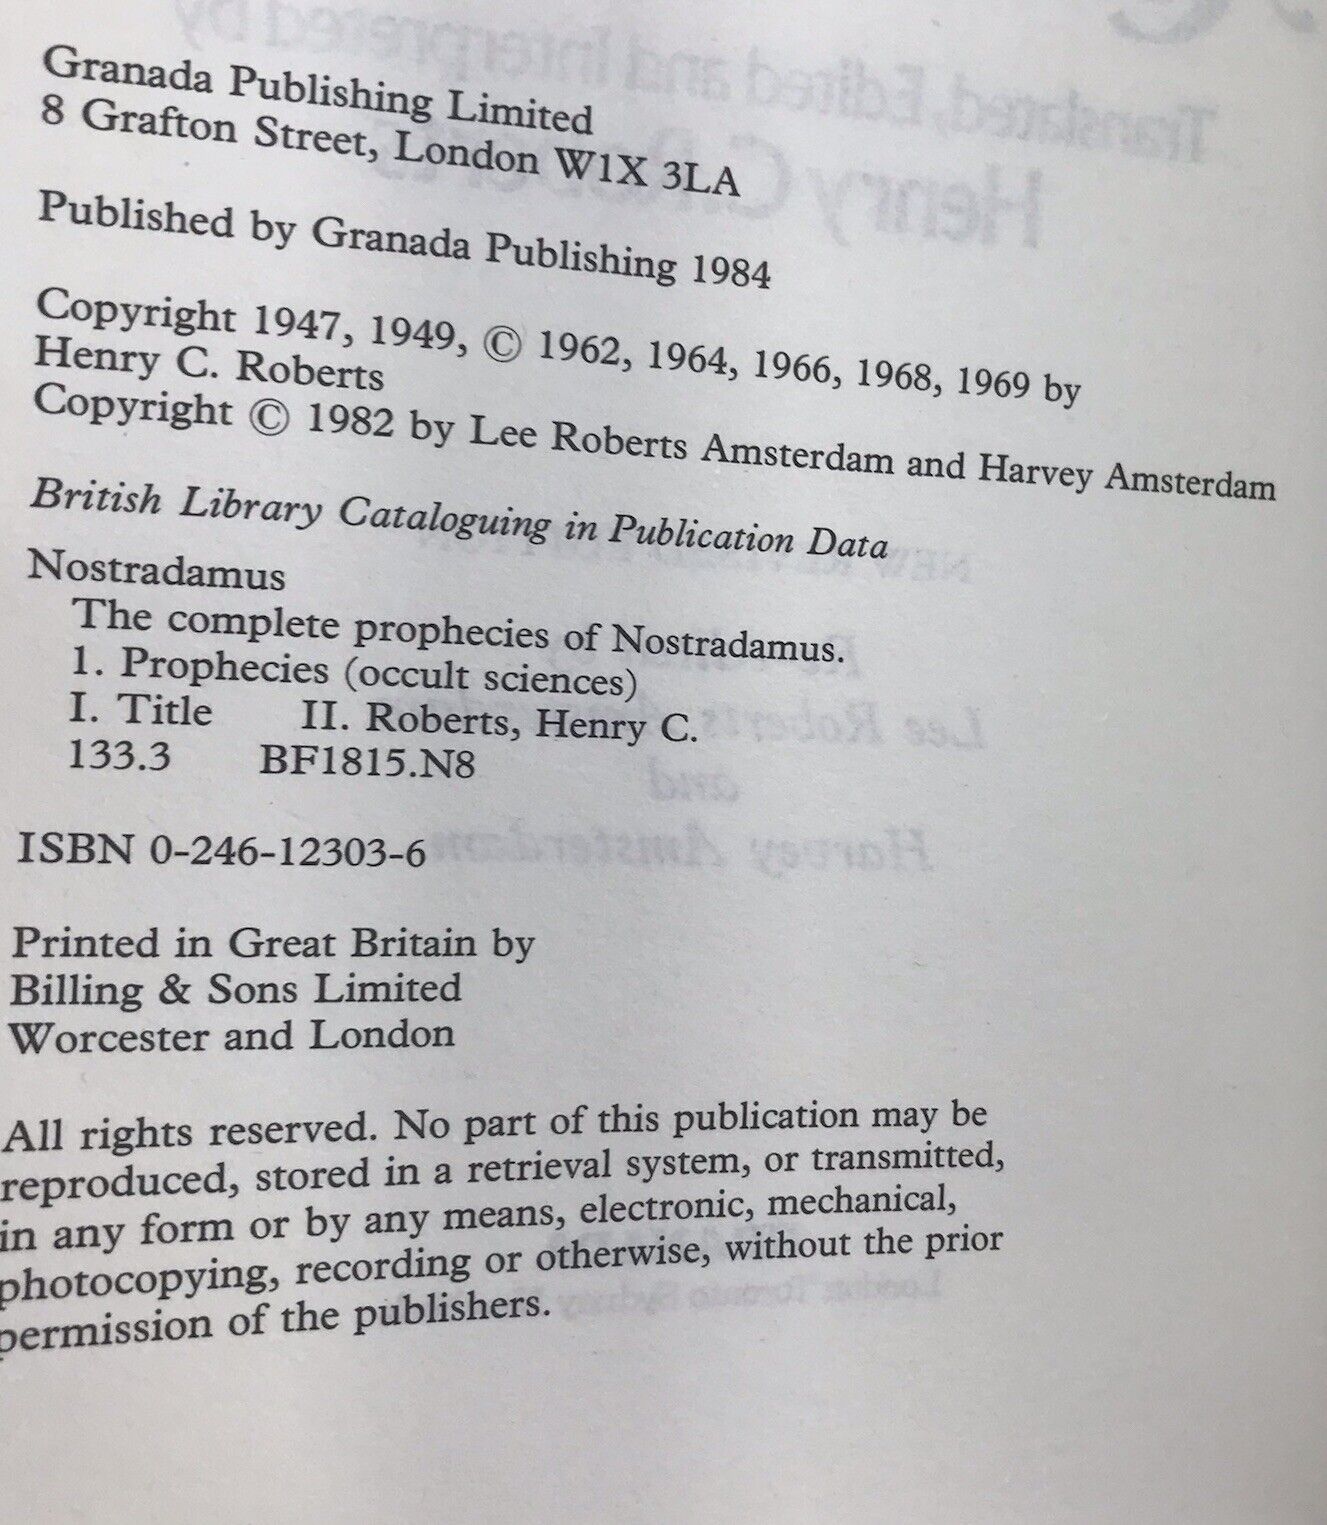 Granada Publishing Limited
8 Grafton Street, London W1X 3LA
Published by Granada Publishing 1984
Copyright 1947, 1949, © 1962, 1964, 1966, 1968, 1969 by
Henry C. Roberts
Copyright © 1982 by Lee Roberts Amsterdam and Harvey Amsterdam
British Library Cataloguing in Publication Data
Nostradamus
The complete prophecies of Nostradamus.
1. Prophecies (occult sciences)
I. Title II. Roberts, Henry C.
133.3 BF1815.N8
ISBN 0-246-12303-6
Printed in Great Britain by
Billing & Sons Limited
Worcester and London
All rights reserved. No part of this publication may be
reproduced, stored in a retrieval system, or transmitted,
in any form or by any means, electronic, mechanical,
photocopying, recording or otherwise, without the prior
permission of the publishers.